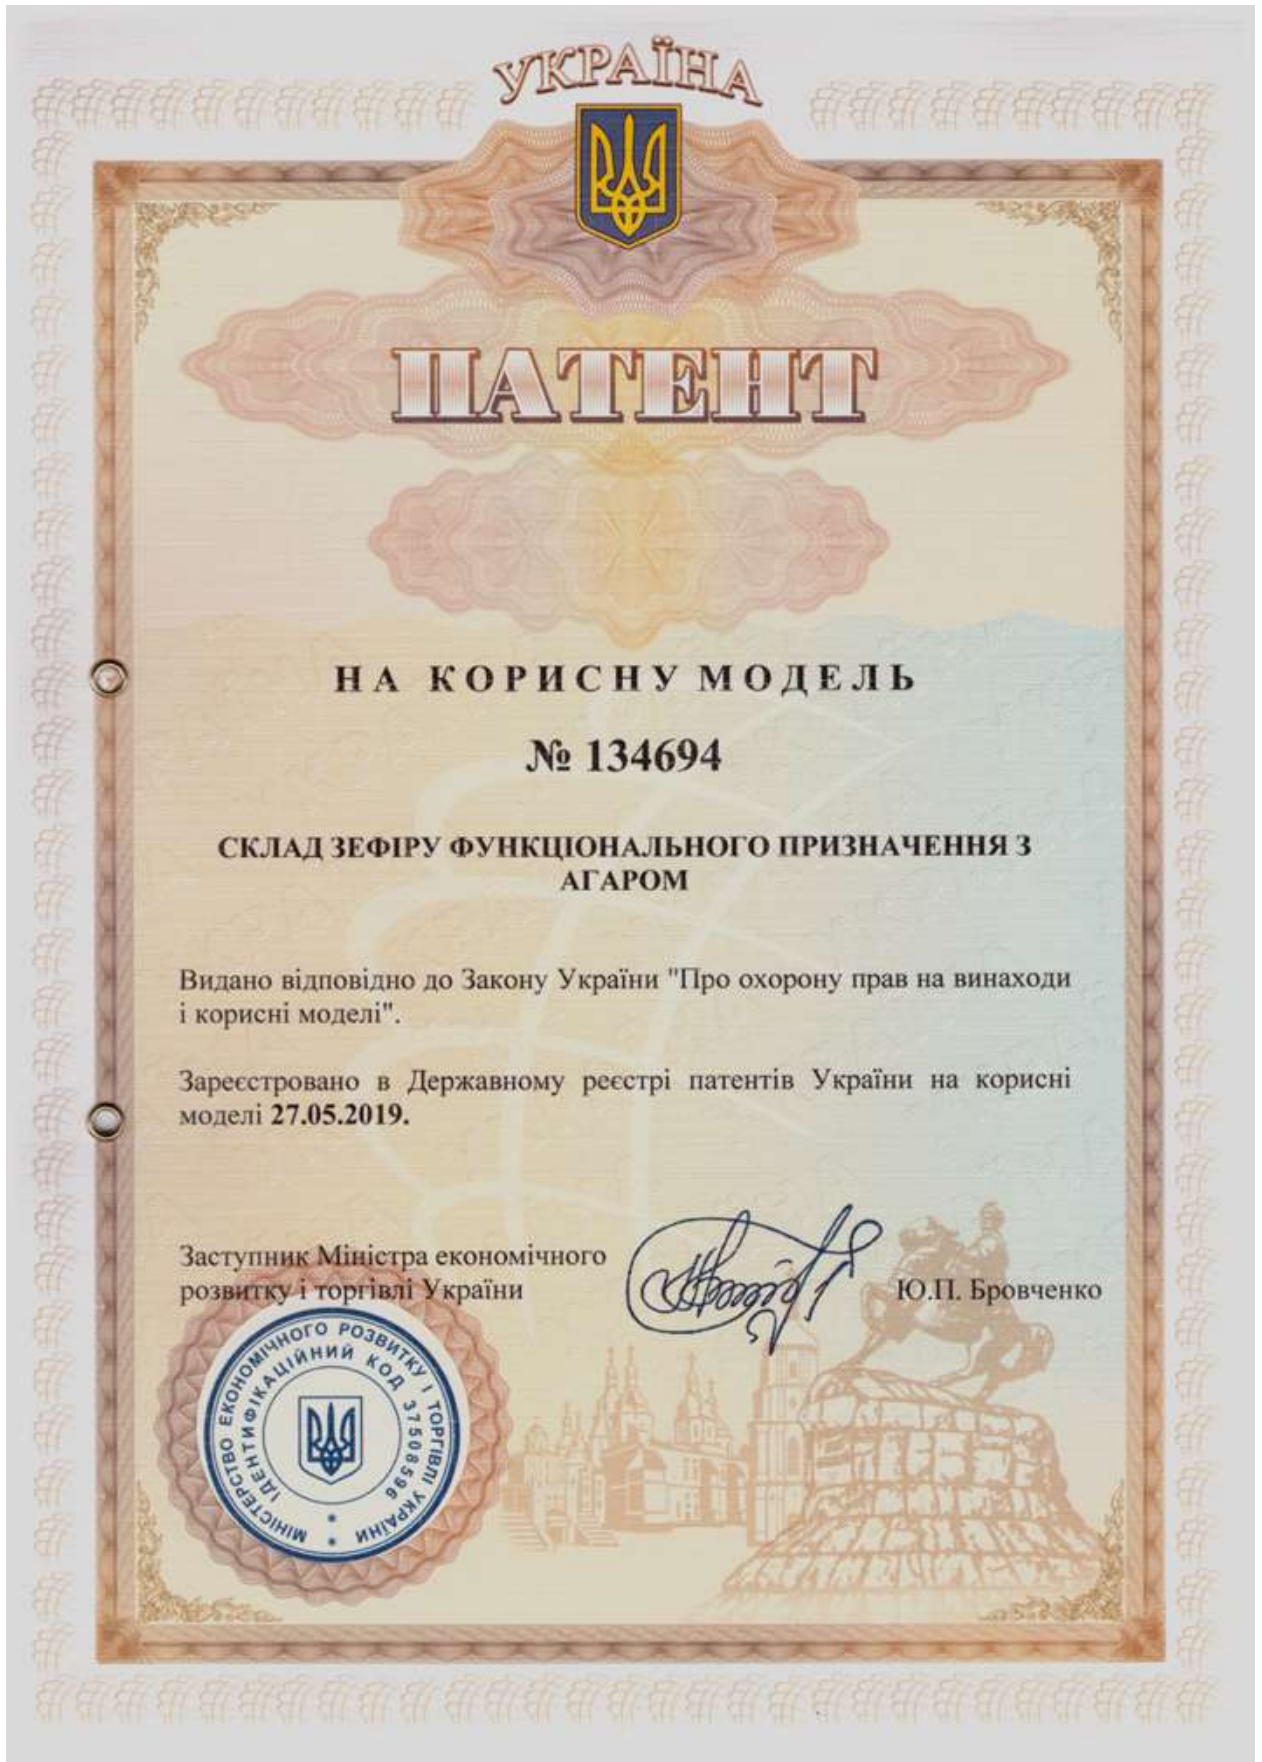 УКРАЇНА
ПАТЕНТ
НА КОРИСНУ МОДЕЛЬ
№ 134694
СКЛАД ЗЕФІРУ ФУНКЦІОНАЛЬНОГО ПРИЗНАЧЕННЯ З
АГАРОМ
Видано відповідно до Закону України "Про охорону прав на винаходи
і корисні моделі".
Зареєстровано в Державному реєстрі патентів України на корисні
моделі 27.05.2019.
Заступник Міністра економічного
розвитку і торгівлі України
Ю.П. Бровченко
МІНІСТЕРСТВО ЕКОНОМІЧНОГО РОЗВИТКУ І ТОРГІВЛІ УКРАЇНИ
ІДЕНТИФІКАЦІЙНИЙ КОД 37508596